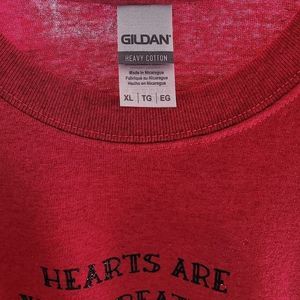 GILDAN
HEAVY COTTON
Made in Nicaragua
Fabriqué au Nicaragua
Hecho en Nicaragua
XL TG EG
HEARTS ARE